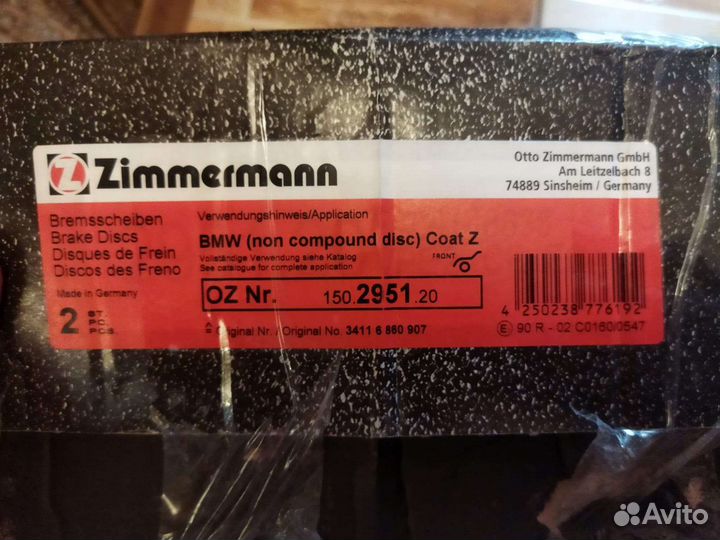 Zimmermann
Otto Zimmermann GmbH
Am Leitzelbach 8
74889 Sinsheim / Germany
Bremsscheiben
Brake Discs
Disques de Frein
Discos des Freno
Made in Germany
2 ST.
PC.
PCS.
Verwendungshinweis/Application
BMW (non compound disc) Coat Z
Vollständige Verwendung siehe Katalog
See catalogue for complete application
FRONT
OZ Nr. 150.2951.20
≙ Original Nr. / Original No. 3411 6 860 907
4 250238 776192
E 90 R - 02 C0160/0547
Avito